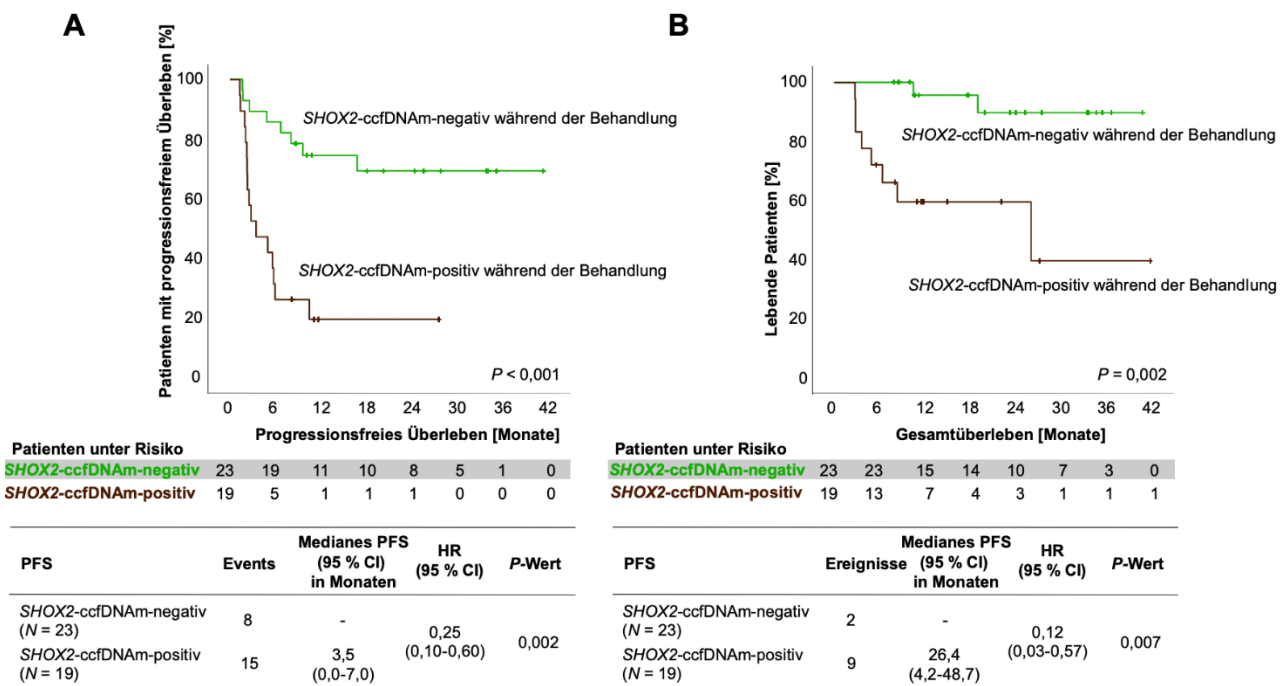 A
Patienten mit progressionsfreiem Überleben [%]
100
80
60
40
20
0
SHOX2-ccfDNAm-negativ während der Behandlung
SHOX2-ccfDNAm-positiv während der Behandlung
P < 0,001
0 6 12 18 24 30 36 42
Progressionsfreies Überleben [Monate]
Patienten unter Risiko
SHOX2-ccfDNAm-negativ 23 19 11 10 8 5 1 0
SHOX2-ccfDNAm-positiv 19 5 1 1 1 0 0 0
PFS Events Medianes PFS (95 % CI) in Monaten HR (95 % CI) P-Wert
SHOX2-ccfDNAm-negativ
(N = 23)
8 -
SHOX2-ccfDNAm-positiv
(N = 19)
15 3,5
(0,0-7,0)
0,25
(0,10-0,60)
0,002
B
Lebende Patienten [%]
100
80
60
40
20
0
SHOX2-ccfDNAm-negativ während der Behandlung
SHOX2-ccfDNAm-positiv während der Behandlung
P = 0,002
0 6 12 18 24 26 36 42
Gesamtüberleben [Monate]
Patienten unter Risiko
SHOX2-ccfDNAm-negativ 23 23 15 14 10 7 3 0
SHOX2-ccfDNAm-positiv 19 13 7 4 3 1 1 1
PFS Ereignisse Medianes PFS (95 % CI) in Monaten HR (95 % CI) P-Wert
SHOX2-ccfDNAm-negativ
(N = 23)
2 -
SHOX2-ccfDNAm-positiv
(N = 19)
9 26,4
(4,2-48,7)
0,12
(0,03-0,57)
0,007